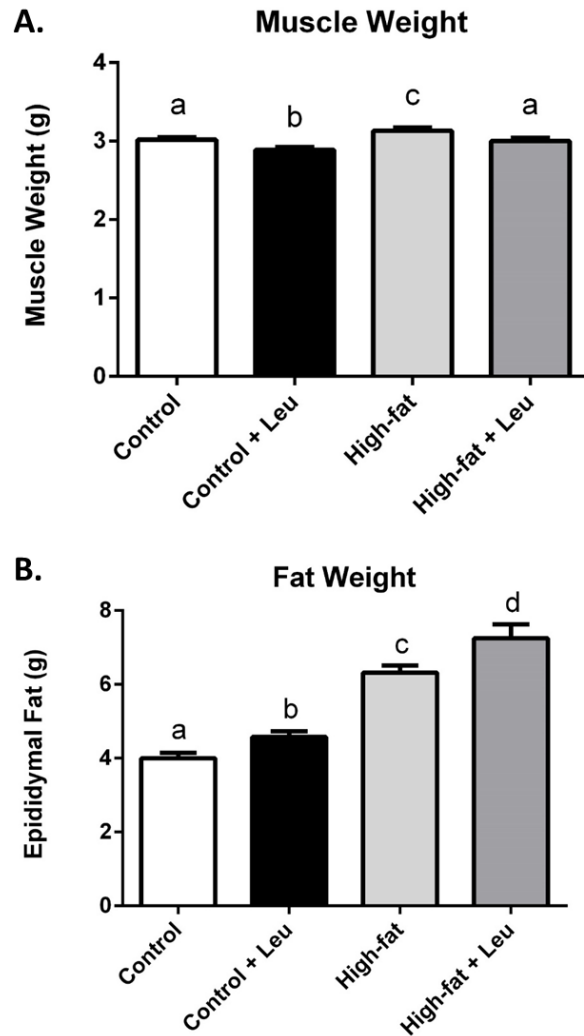 A.
Muscle Weight
Muscle Weight (g)
4
3
2
1
0
a
b
c
a
Control
Control + Leu
High-fat
High-fat + Leu
B.
Fat Weight
Epididymal Fat (g)
8
6
4
2
0
a
b
c
d
Control
Control + Leu
High-fat
High-fat + Leu